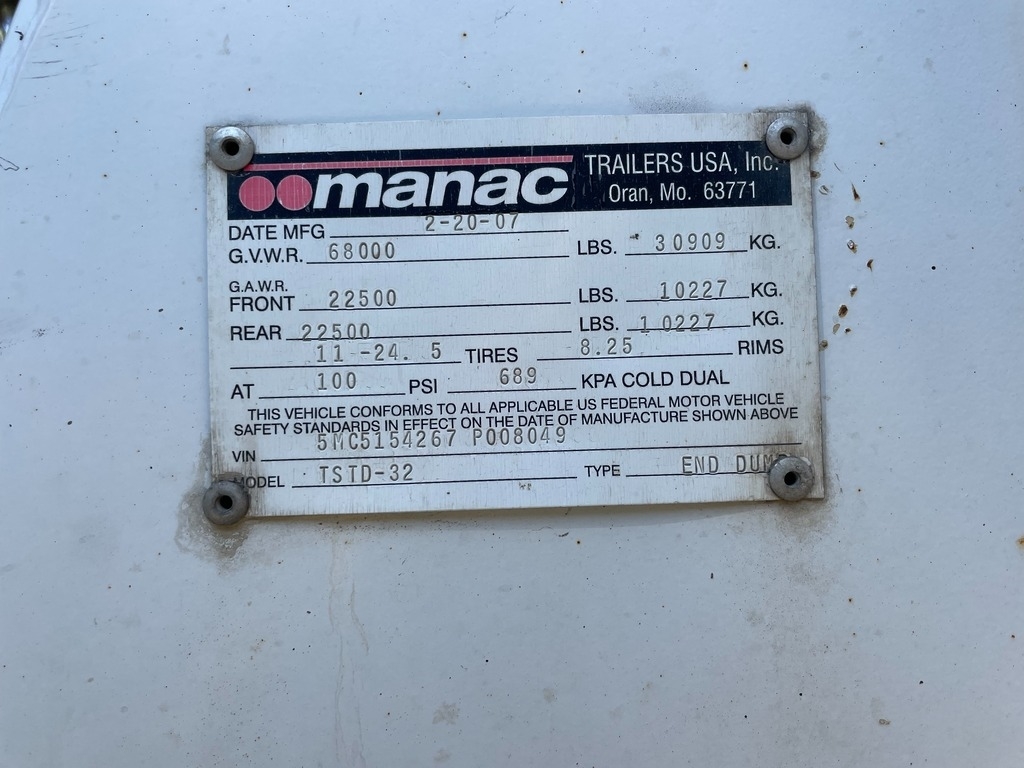 manac TRAILERS USA, Inc.
Oran, Mo. 63771
DATE MFG 2-20-07
G.V.W.R. 68000 LBS. 30909 KG.
G.A.W.R.
FRONT 22500 LBS. 10227 KG.
REAR 22500 LBS. 10227 KG.
11-24.5 TIRES 8.25 RIMS
AT 100 PSI 689 KPA COLD DUAL
THIS VEHICLE CONFORMS TO ALL APPLICABLE US FEDERAL MOTOR VEHICLE
SAFETY STANDARDS IN EFFECT ON THE DATE OF MANUFACTURE SHOWN ABOVE
VIN 5MC5154267 P008049
MODEL TSTD-32 TYPE END DUMP